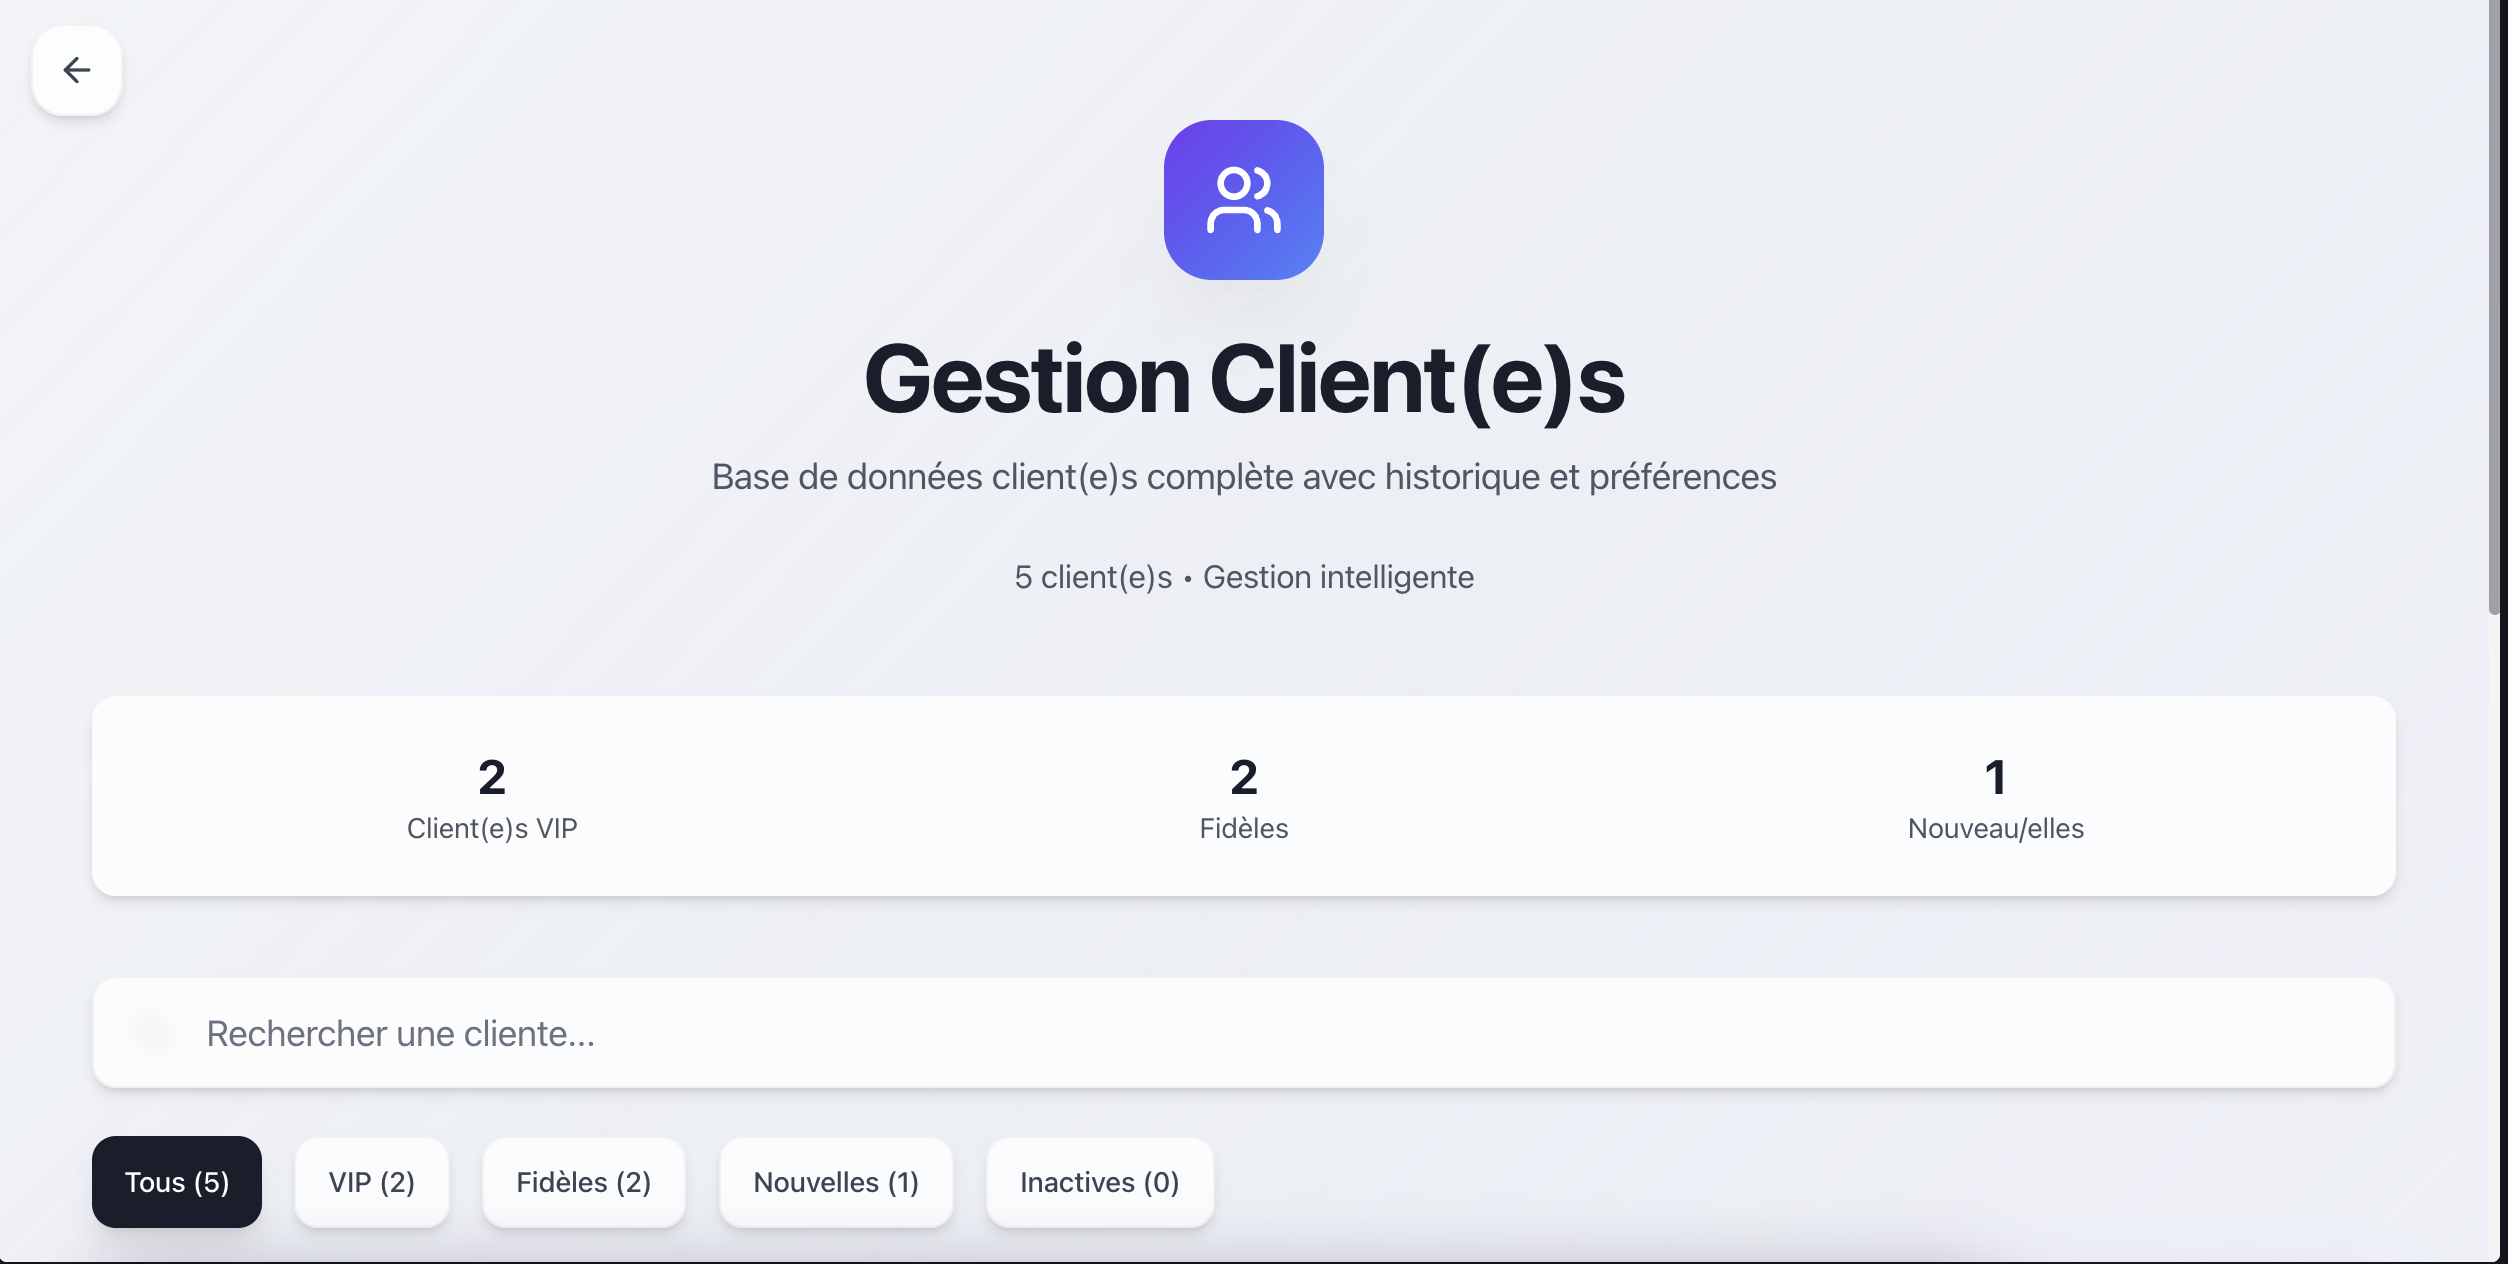 Gestion Client(e)s
Base de données client(e)s complète avec historique et préférences
5 client(e)s • Gestion intelligente
2
Client(e)s VIP
2
Fidèles
1
Nouveau/elles
Rechercher une cliente...
Tous (5)
VIP (2)
Fidèles (2)
Nouvelles (1)
Inactives (0)